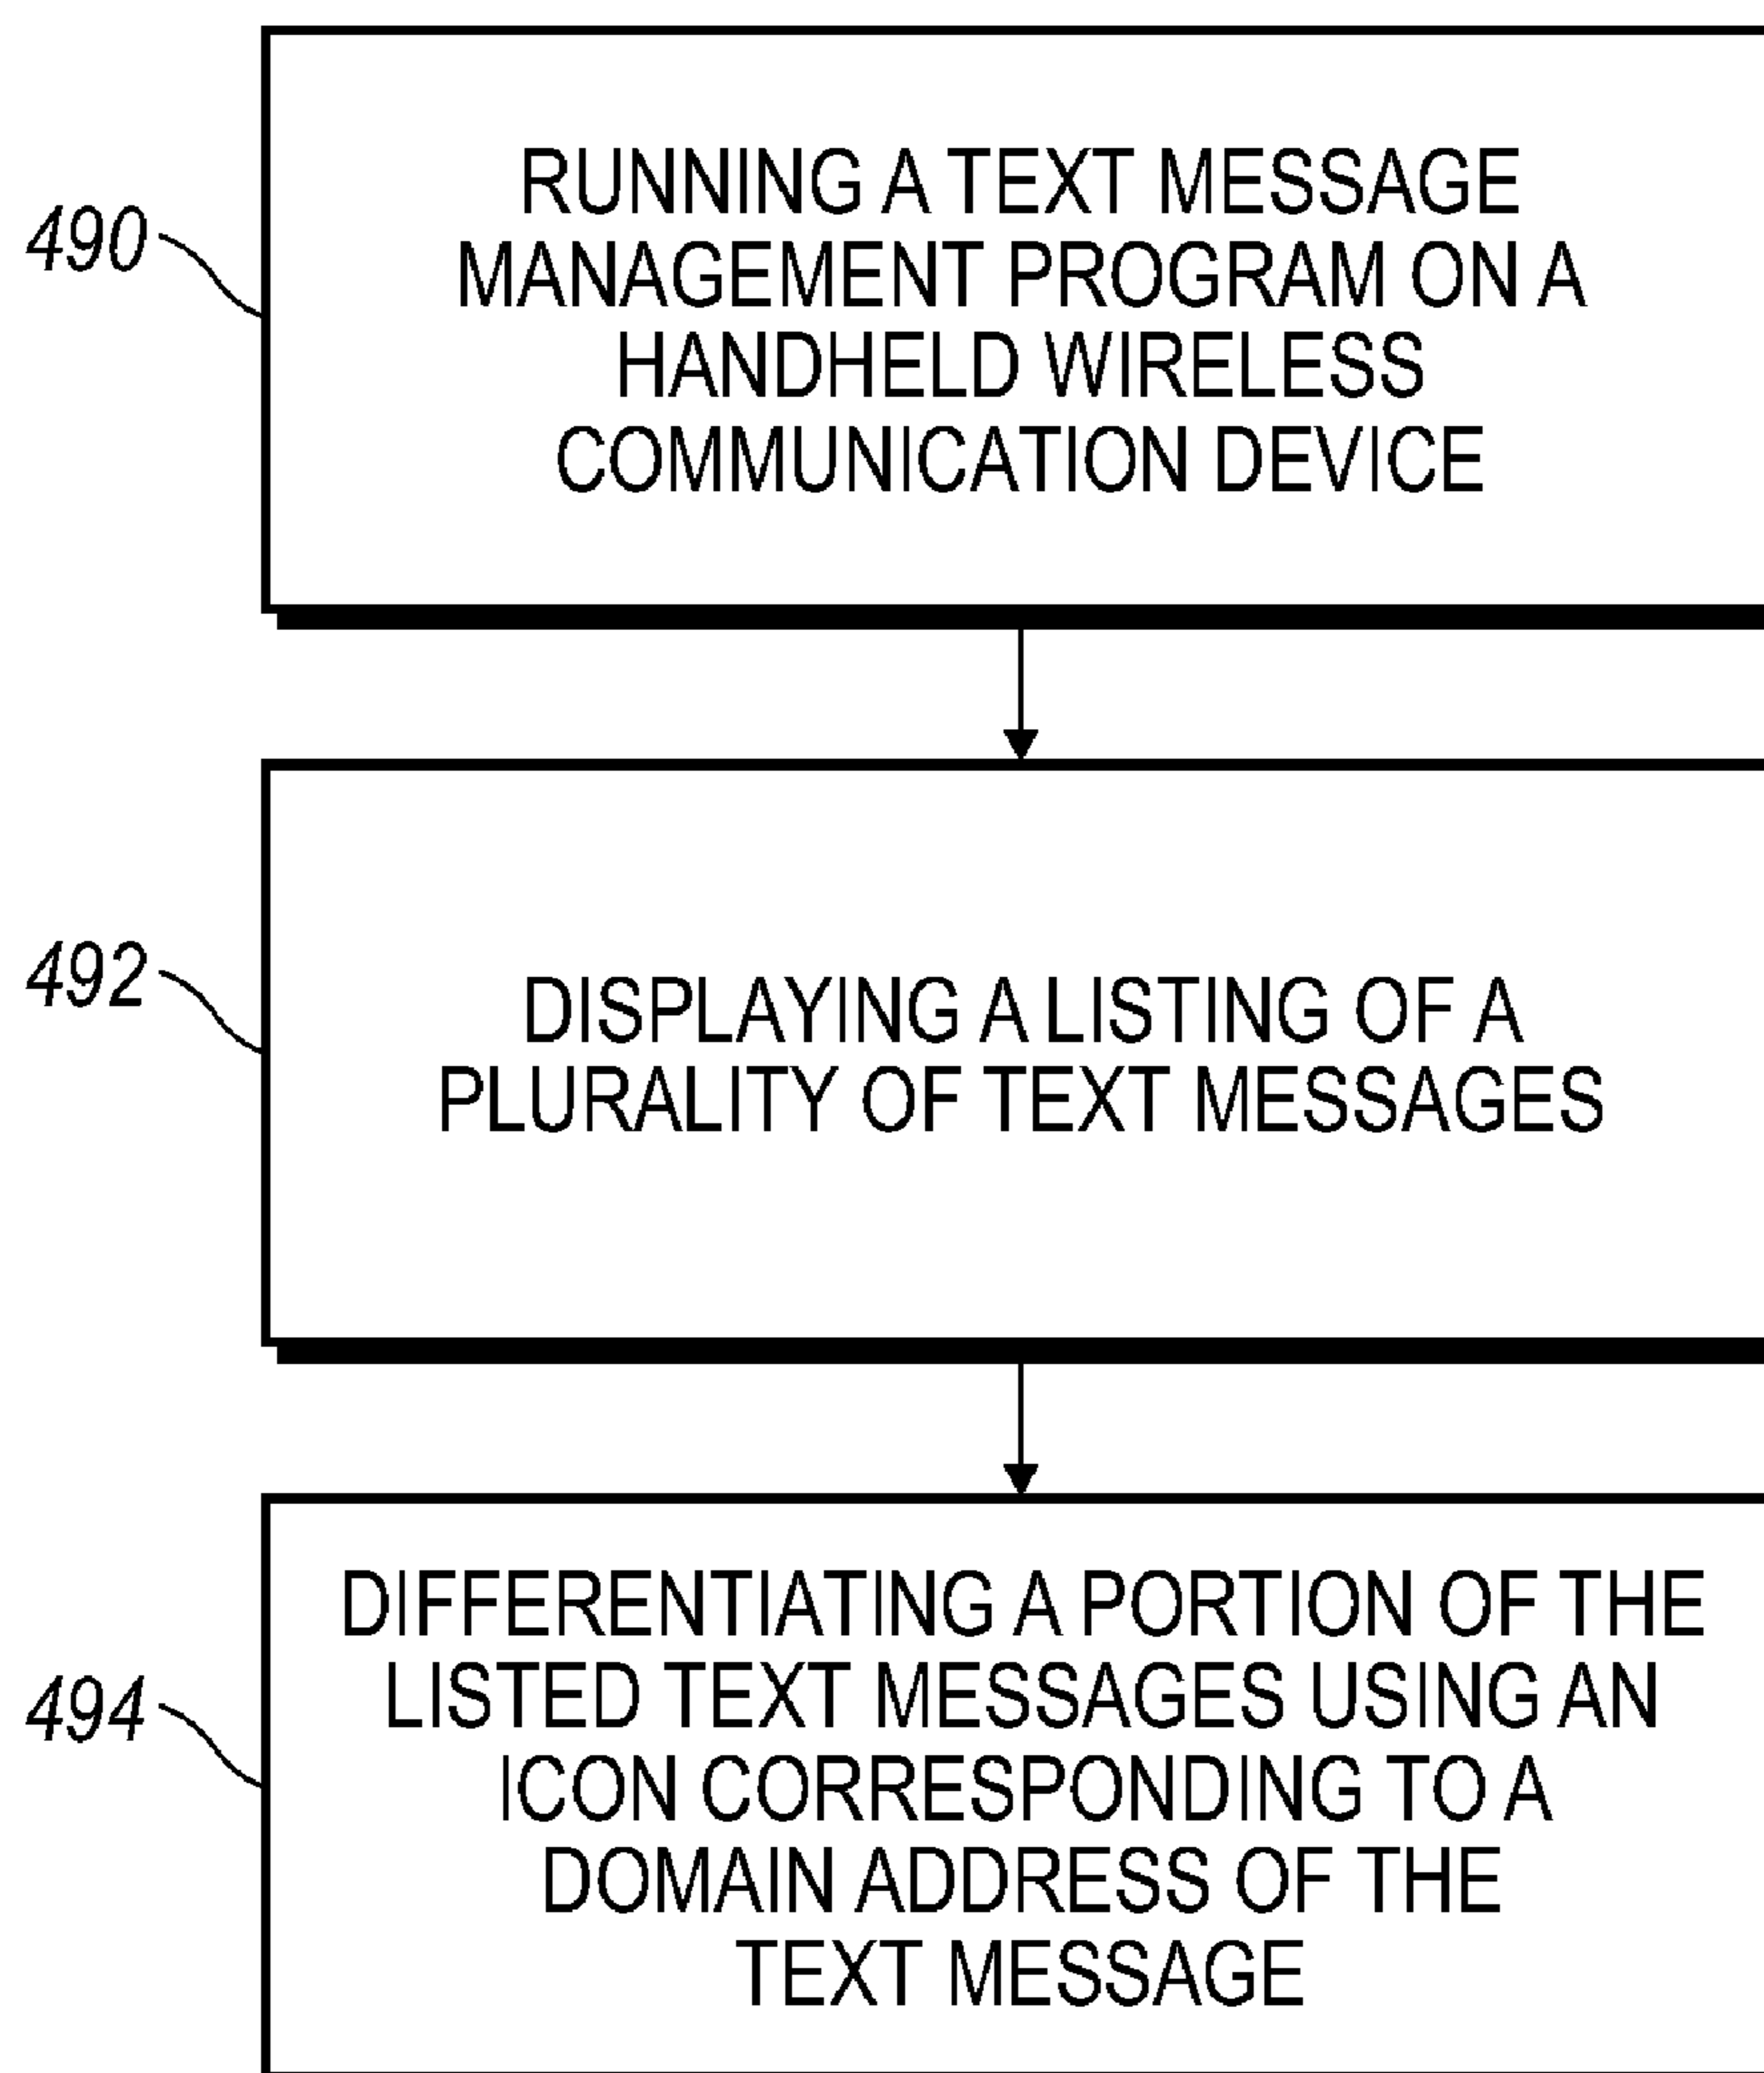 490
RUNNING A TEXT MESSAGE
MANAGEMENT PROGRAM ON A
HANDHELD WIRELESS
COMMUNICATION DEVICE
492
DISPLAYING A LISTING OF A
PLURALITY OF TEXT MESSAGES
494
DIFFERENTIATING A PORTION OF THE
LISTED TEXT MESSAGES USING AN
ICON CORRESPONDING TO A
DOMAIN ADDRESS OF THE
TEXT MESSAGE